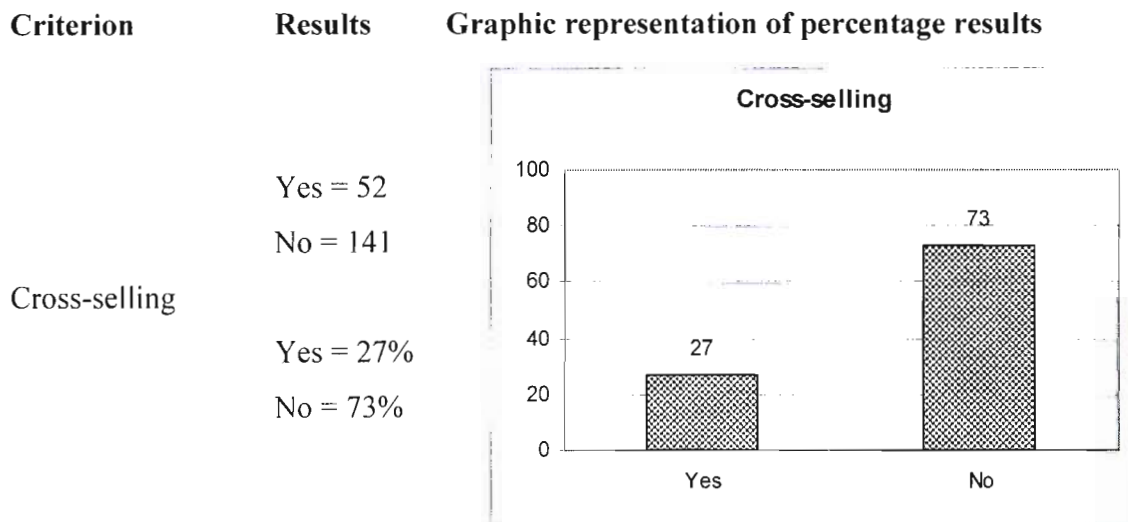 Criterion Results Graphic representation of percentage results
Cross-selling
Yes = 52
No = 141
Cross-selling
Yes = 27%
No = 73%
100
80
60
40
20
0
27
73
Yes No